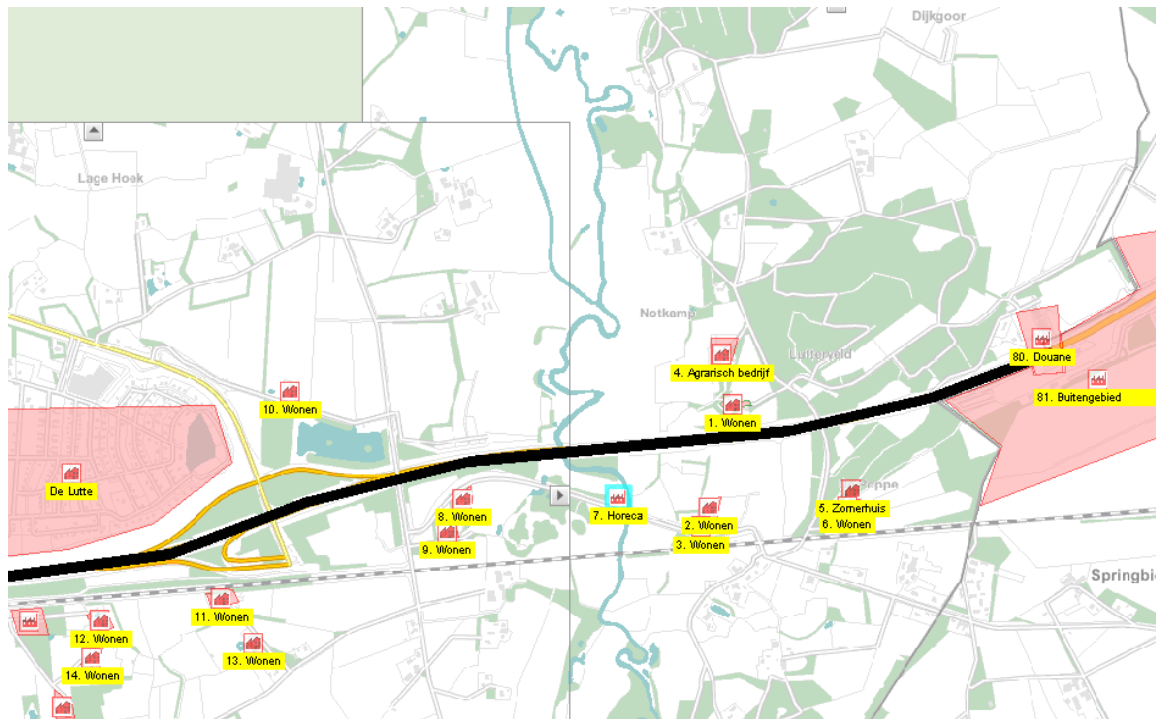 Dijkgoor
Lage Hoek
Notkamp
Luiterveld
80. Douane
4. Agrarisch bedrijf
81. Buitengebied
10. Wonen
1. Wonen
De Lutte
8. Wonen
7. Horeca
2. Wonen
5. Zomerhuis
6. Wonen
9. Wonen
3. Wonen
Springbie
11. Wonen
12. Wonen
13. Wonen
14. Wonen